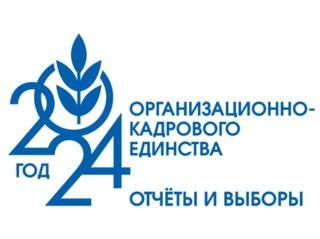 2024
ГОД
ОРГАНИЗАЦИОННО-
КАДРОВОГО
ЕДИНСТВА
ОТЧЁТЫ И ВЫБОРЫ